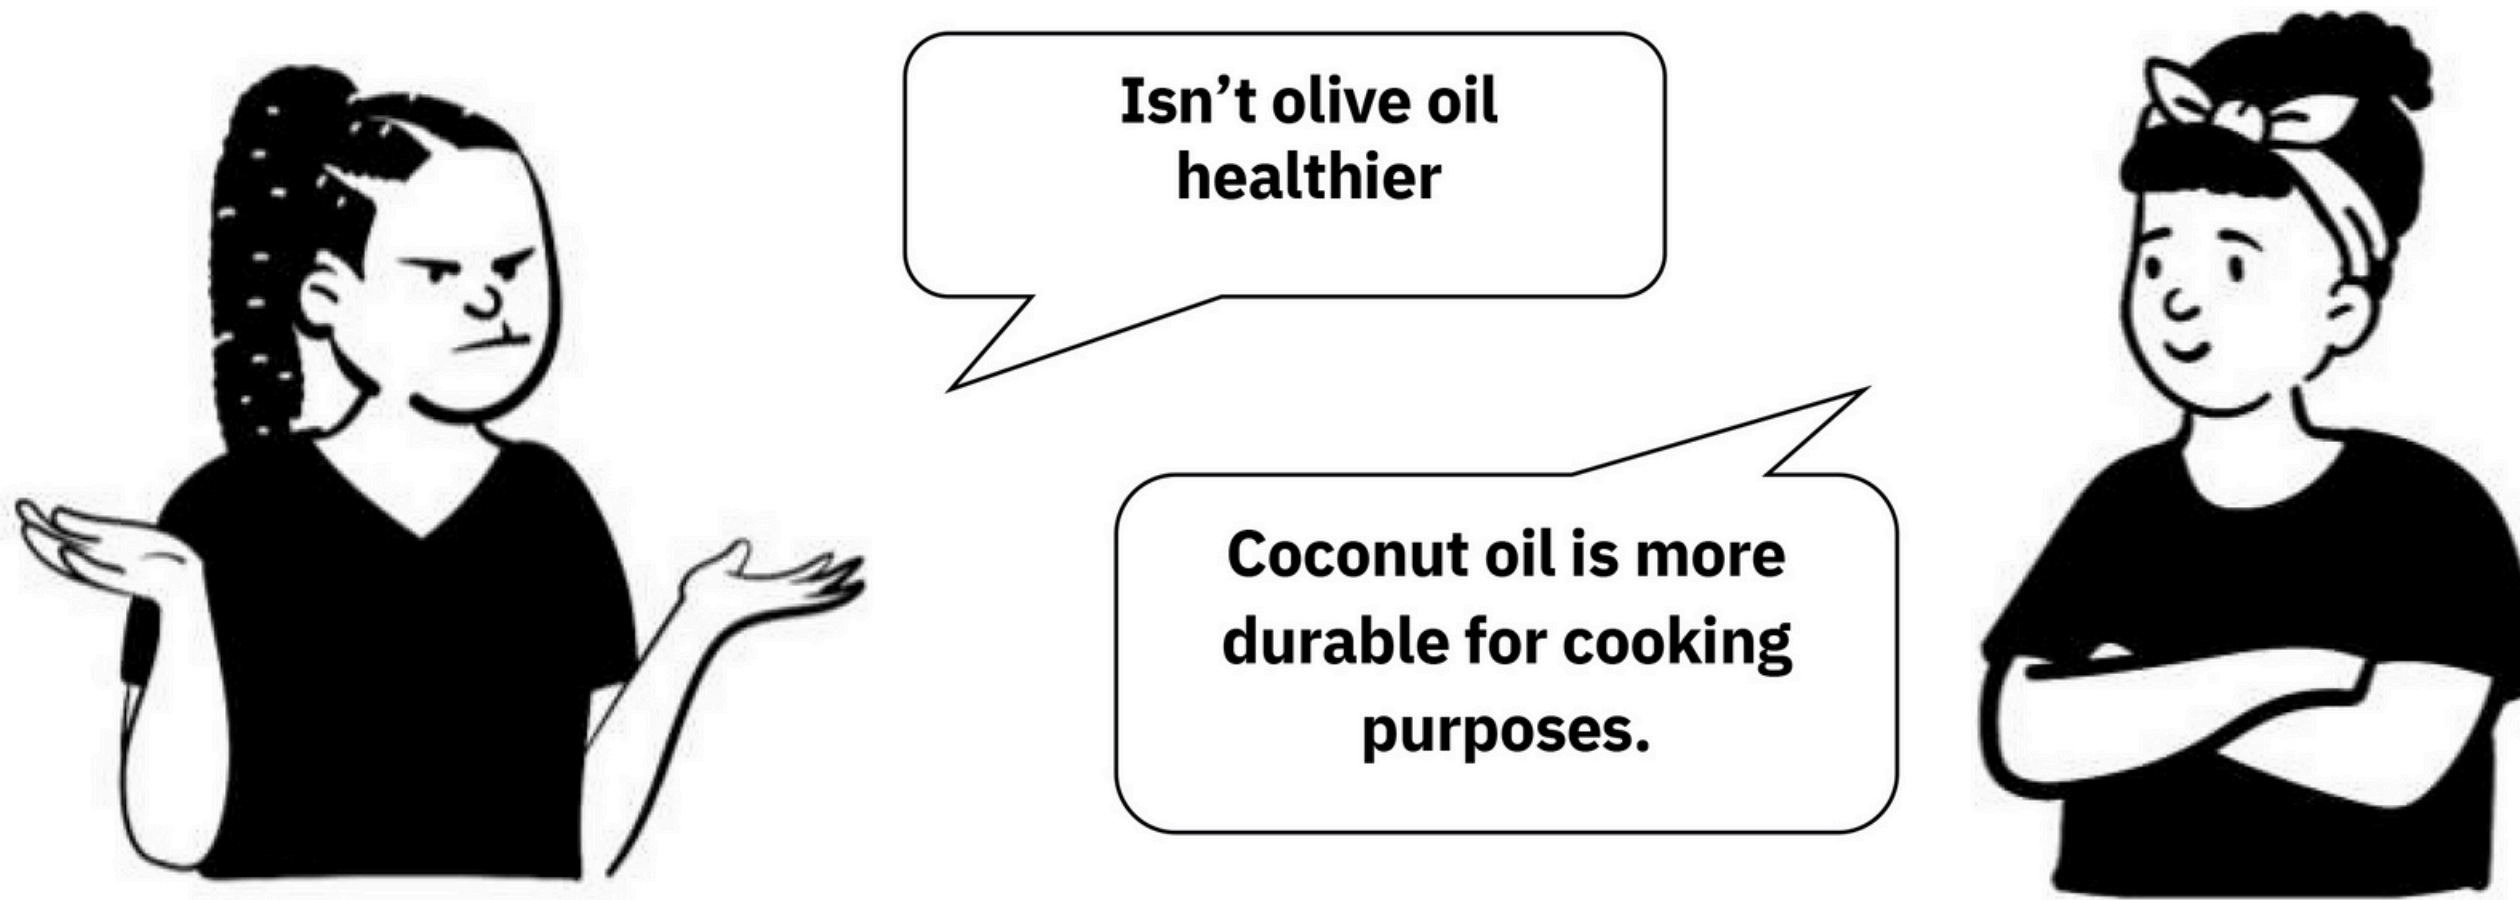 Isn’t olive oil
healthier
Coconut oil is more
durable for cooking
purposes.